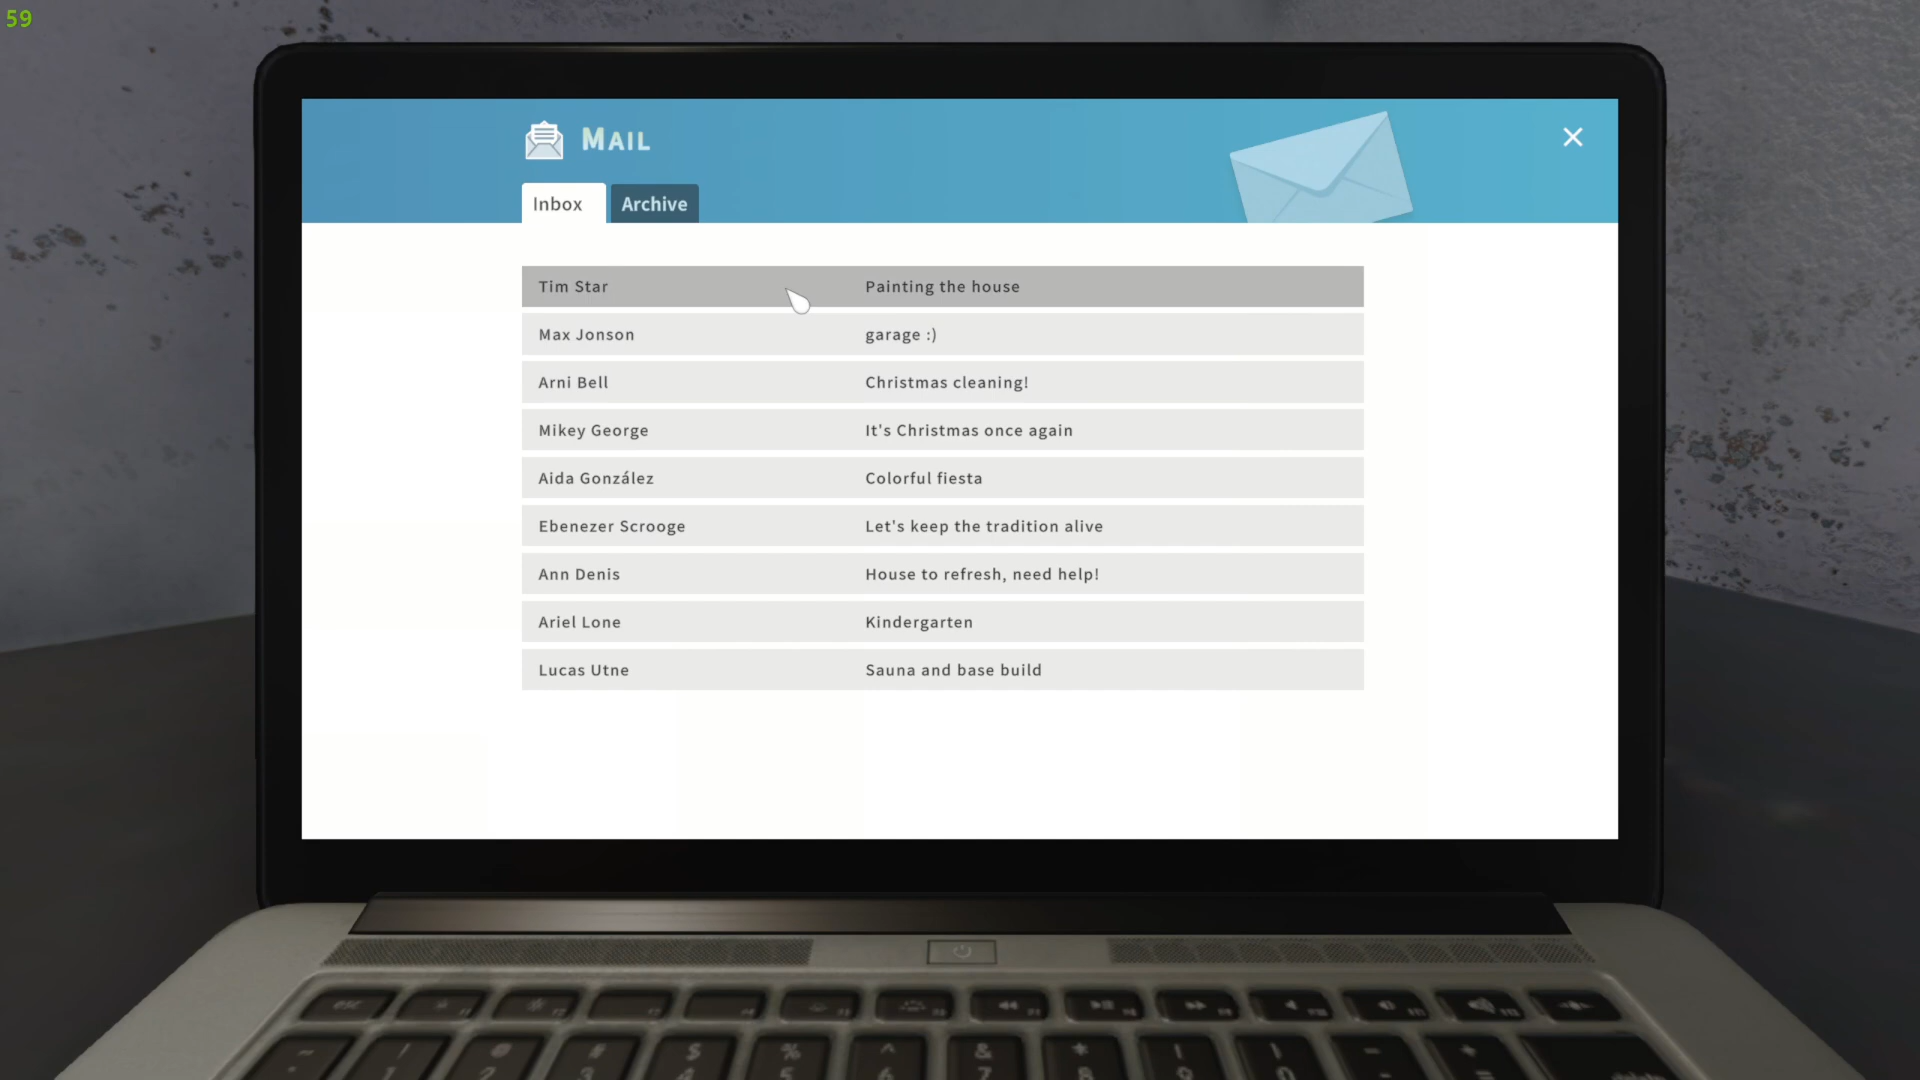 59
MAIL
Inbox Archive
Tim Star Painting the house
Max Jonson garage :)
Arni Bell Christmas cleaning!
Mikey George It's Christmas once again
Aida González Colorful fiesta
Ebenezer Scrooge Let's keep the tradition alive
Ann Denis House to refresh, need help!
Ariel Lone Kindergarten
Lucas Utne Sauna and base build
esc